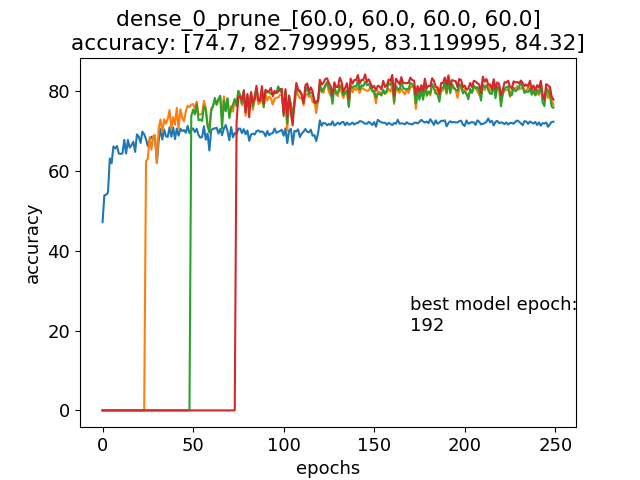 dense_0_prune_[60.0, 60.0, 60.0, 60.0]
accuracy: [74.7, 82.799995, 83.119995, 84.32]
80
60
40
20
0
accuracy
best model epoch:
192
0 50 100 150 200 250
epochs